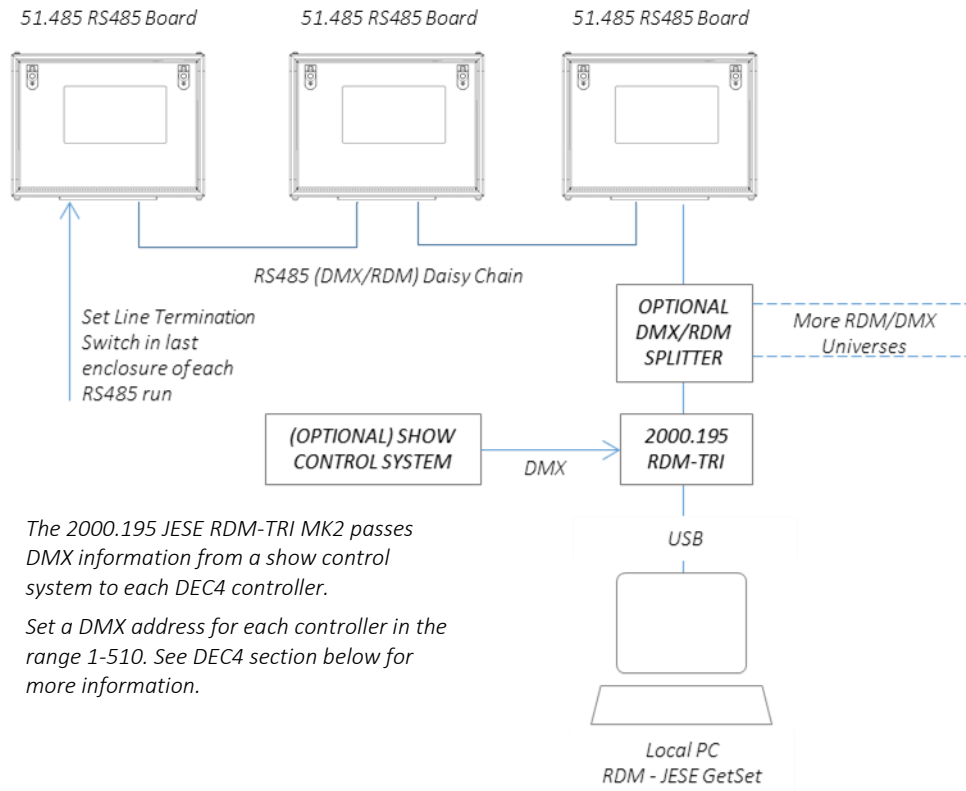 51.485 RS485 Board
51.485 RS485 Board
51.485 RS485 Board
RS485 (DMX/RDM) Daisy Chain
Set Line Termination
Switch in last
enclosure of each
RS485 run
OPTIONAL
DMX/RDM
SPLITTER
More RDM/DMX
Universes
(OPTIONAL) SHOW
CONTROL SYSTEM
DMX
2000.195
RDM-TRI
The 2000.195 JESE RDM-TRI MK2 passes
DMX information from a show control
system to each DEC4 controller.
Set a DMX address for each controller in the
range 1-510. See DEC4 section below for
more information.
USB
Local PC
RDM - JESE GetSet